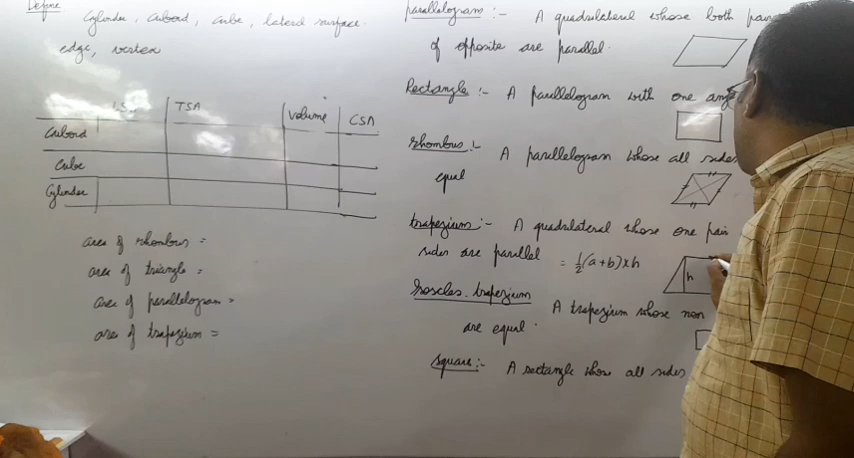 Define
Cylinder, Cuboid, Cube, lateral surface.
edge, vertex
LSA TSA Volume CSA
Cuboid
Cube
Cylinder
area of rhombus =
area of triangle =
area of parallelogram =
area of trapezium =
parallelogram :- A quadrilateral whose both pair
of opposite are parallel.
Rectangle :- A parallelogram with one
Rhombus :- A parallelogram whose all sides
equal
trapezium :- A quadrilateral whose one pair
sides are parallel = ½(a+b)×h
h
trapezium A trapezium whose non
are equal.
Square :- A rectangle whose all sides